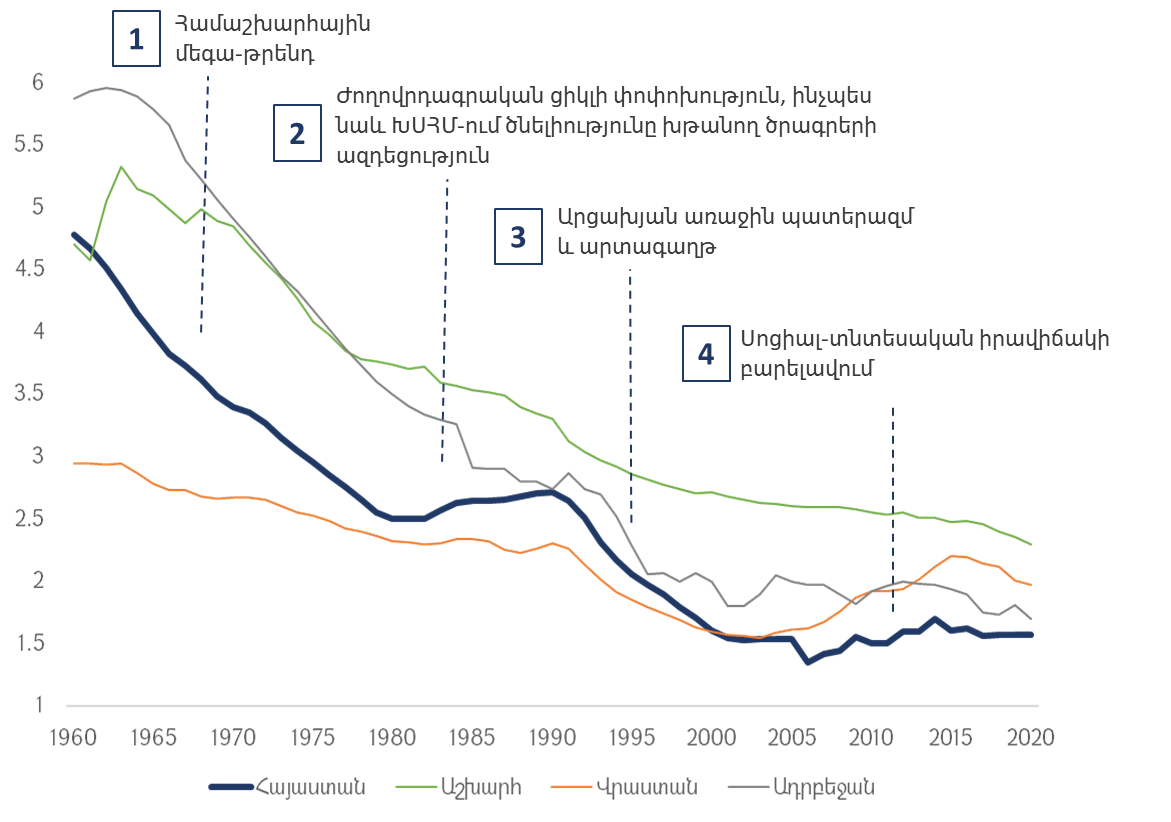 1
Համաշխարհային
մեգա-թրենդ
2
Ժողովրդագրական ցիկլի փոփոխություն, ինչպես
նաև ԽՍՀՄ-ում ծնելիությունը խթանող ծրագրերի
ազդեցություն
3
Արցախյան առաջին պատերազմ
և արտագաղթ
4
Սոցիալ-տնտեսական իրավիճակի
բարելավում
6
5.5
5
4.5
4
3.5
3
2.5
2
1.5
1
1960 1965 1970 1975 1980 1985 1990 1995 2000 2005 2010 2015 2020
Հայաստան Աշխարհ Վրաստան Ադրբեջան